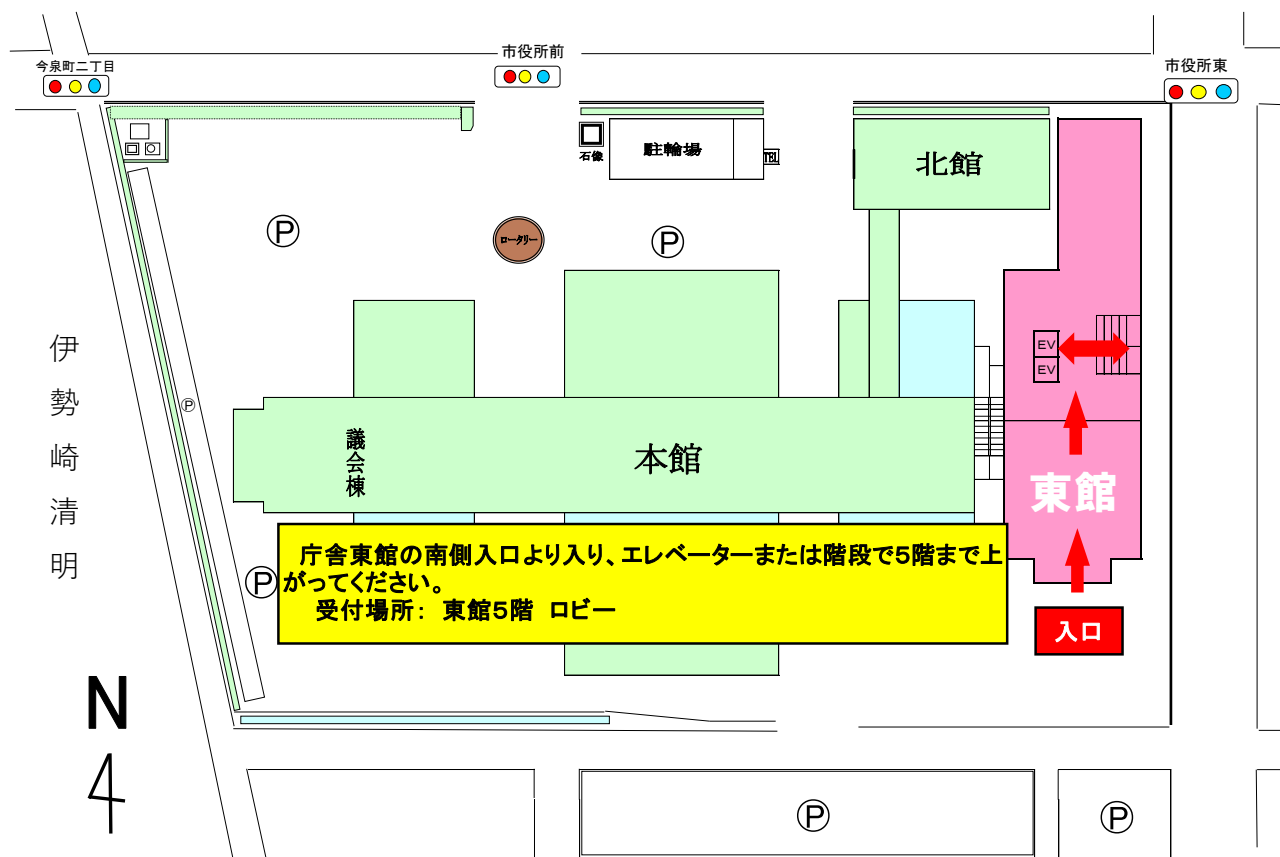 市役所前
今泉町二丁目
市役所東
石像
駐輪場
TEL
北館
P
ロータリー
P
伊勢崎清明
EV
EV
P
議会棟
本館
東館
庁舎東館の南側入口より入り、エレベーターまたは階段で5階まで上
がってください。
受付場所： 東館5階 ロビー
P
入口
N
P
P